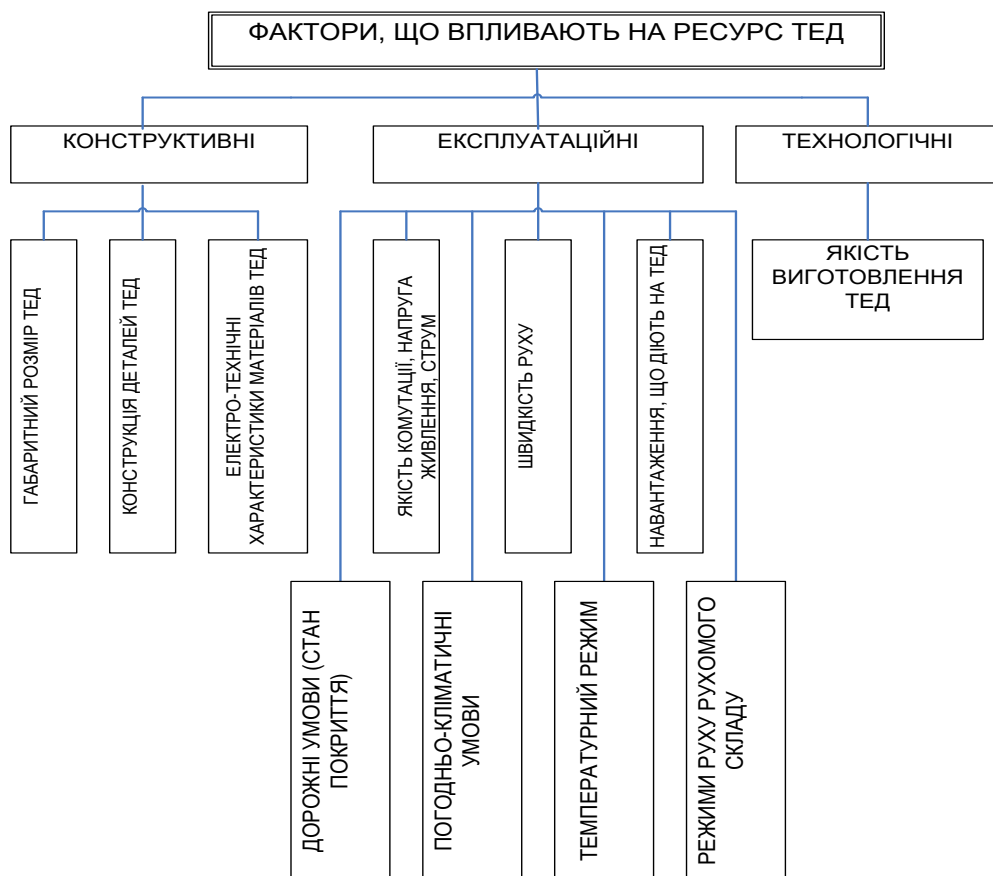 ФАКТОРИ, ЩО ВПЛИВАЮТЬ НА РЕСУРС ТЕД
КОНСТРУКТИВНІ
ЕКСПЛУАТАЦІЙНІ
ТЕХНОЛОГІЧНІ
ГАБАРИТНИЙ РОЗМІР ТЕД
КОНСТРУКЦІЯ ДЕТАЛЕЙ ТЕД
ЕЛЕКТРО-ТЕХНІЧНІ
ХАРАКТЕРИСТИКИ МАТЕРІАЛІВ ТЕД
ЯКІСТЬ КОМУТАЦІЇ, НАПРУГА
ЖИВЛЕННЯ, СТРУМ
ШВИДКІСТЬ РУХУ
НАВАНТАЖЕННЯ, ЩО ДІЮТЬ НА ТЕД
ЯКІСТЬ
ВИГОТОВЛЕННЯ
ТЕД
ДОРОЖНІ УМОВИ (СТАН
ПОКРИТТЯ)
ПОГОДНЬО-КЛІМАТИЧНІ
УМОВИ
ТЕМПЕРАТУРНИЙ РЕЖИМ
РЕЖИМИ РУХУ РУХОМОГО
СКЛАДУ